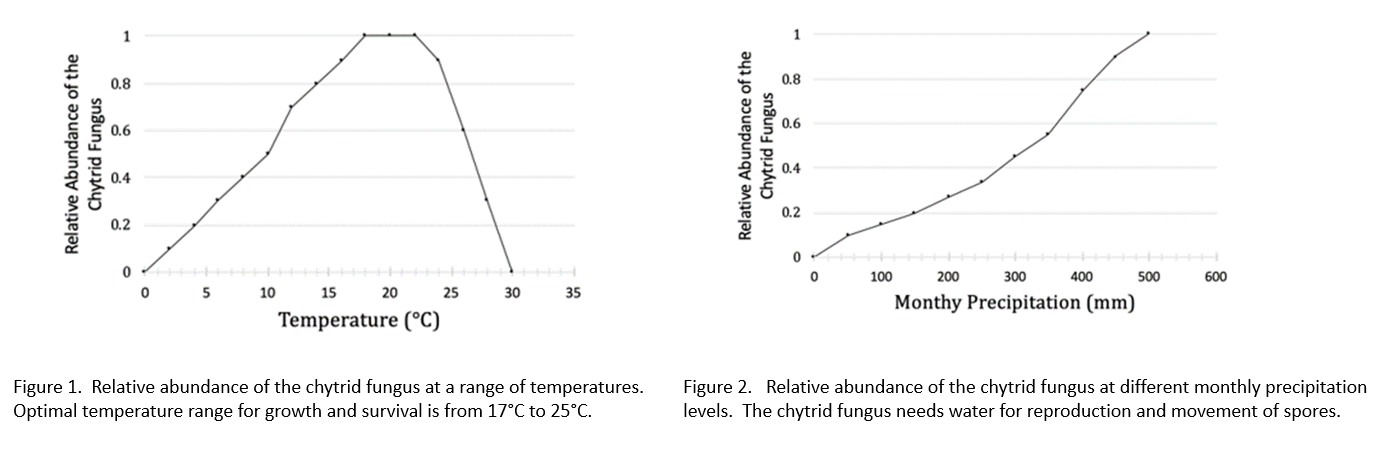 Relative Abundance of the
Chytrid Fungus
1
0.8
0.6
0.4
0.2
0
0 5 10 15 20 25 30 35
Temperature (°C)
Figure 1. Relative abundance of the chytrid fungus at a range of temperatures.
Optimal temperature range for growth and survival is from 17°C to 25°C.
Relative Abundance of the
Chytrid Fungus
1
0.8
0.6
0.4
0.2
0
0 100 200 300 400 500 600
Monthy Precipitation (mm)
Figure 2. Relative abundance of the chytrid fungus at different monthly precipitation
levels. The chytrid fungus needs water for reproduction and movement of spores.